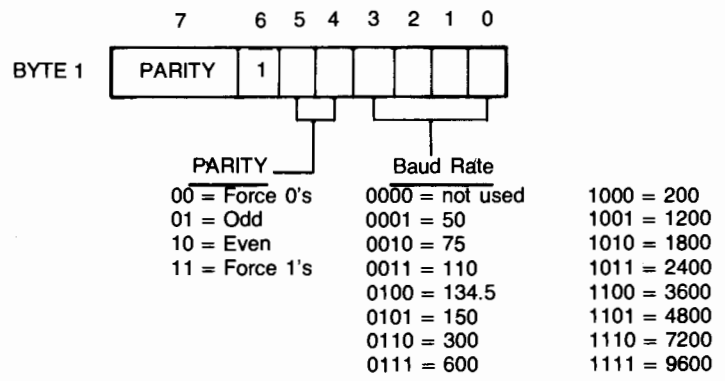 7 6 5 4 3 2 1 0
BYTE 1 PARITY 1
PARITY Baud Rate
00 = Force 0's 0000 = not used 1000 = 200
01 = Odd 0001 = 50 1001 = 1200
10 = Even 0010 = 75 1010 = 1800
11 = Force 1's 0011 = 110 1011 = 2400
0100 = 134.5 1100 = 3600
0101 = 150 1101 = 4800
0110 = 300 1110 = 7200
0111 = 600 1111 = 9600